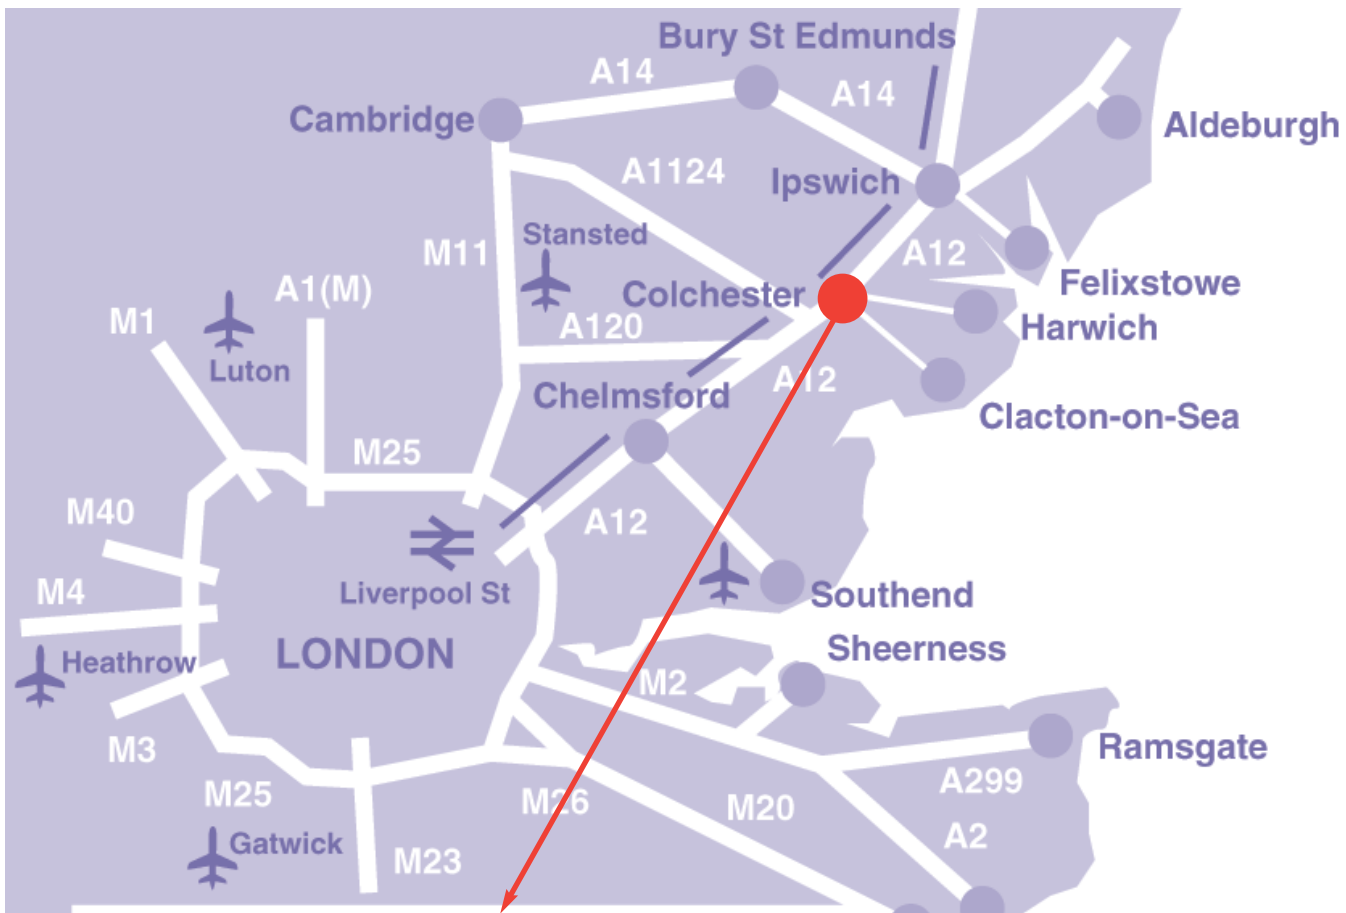 Bury St Edmunds
A14
A14
Cambridge
Aldeburgh
A1124
Ipswich
Stansted
M11
A12
A1(M)
Colchester
Felixstowe
M1
A120
Harwich
Luton
A12
Chelmsford
Clacton-on-Sea
M25
M40
A12
M4
Liverpool St
Southend
LONDON
Heathrow
Sheerness
M2
M3
Ramsgate
M25
A299
M26
M20
Gatwick
A2
M23